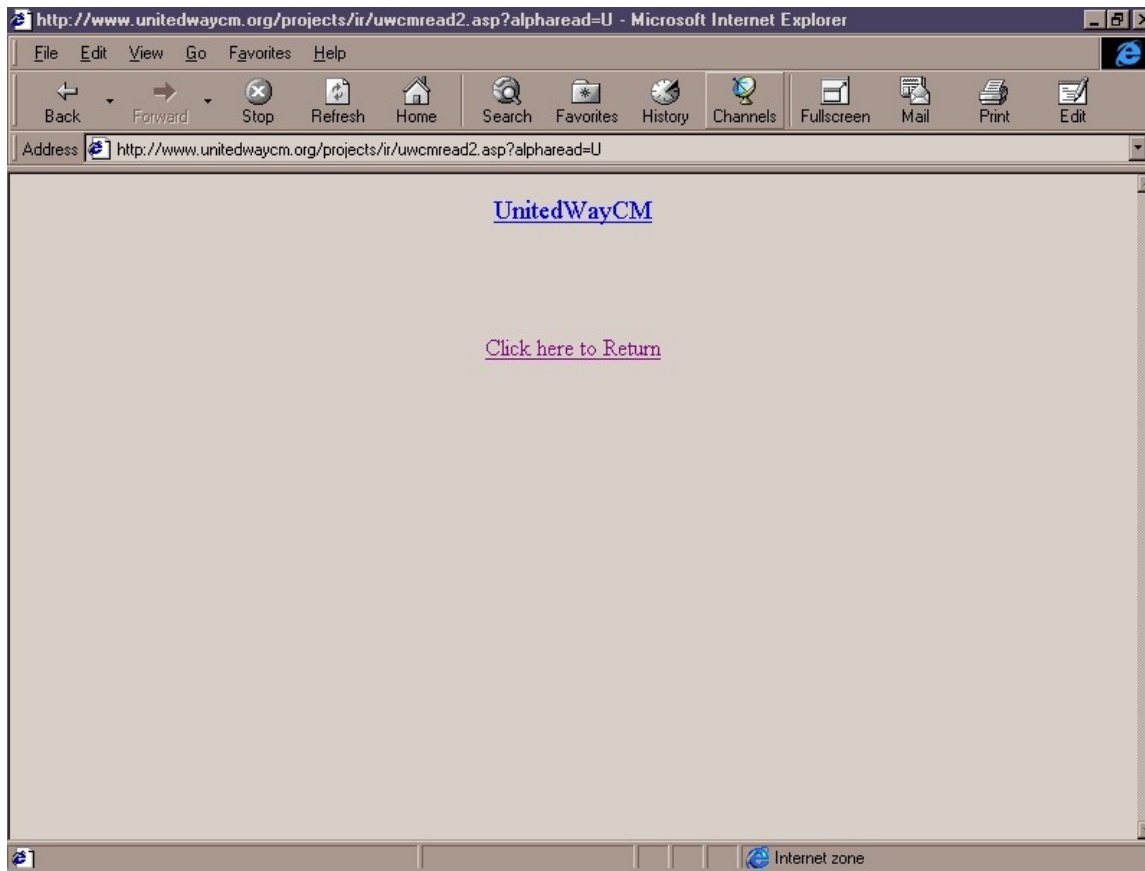 http://www.unitedwaycm.org/projects/ir/uwcmread2.asp?alpharead=U - Microsoft Internet Explorer
File Edit View Go Favorites Help
Back Forward Stop Refresh Home Search Favorites History Channels Fullscreen Mail Print Edit
Address http://www.unitedwaycm.org/projects/ir/uwcmread2.asp?alpharead=U
UnitedWayCM
Click here to Return
Internet zone